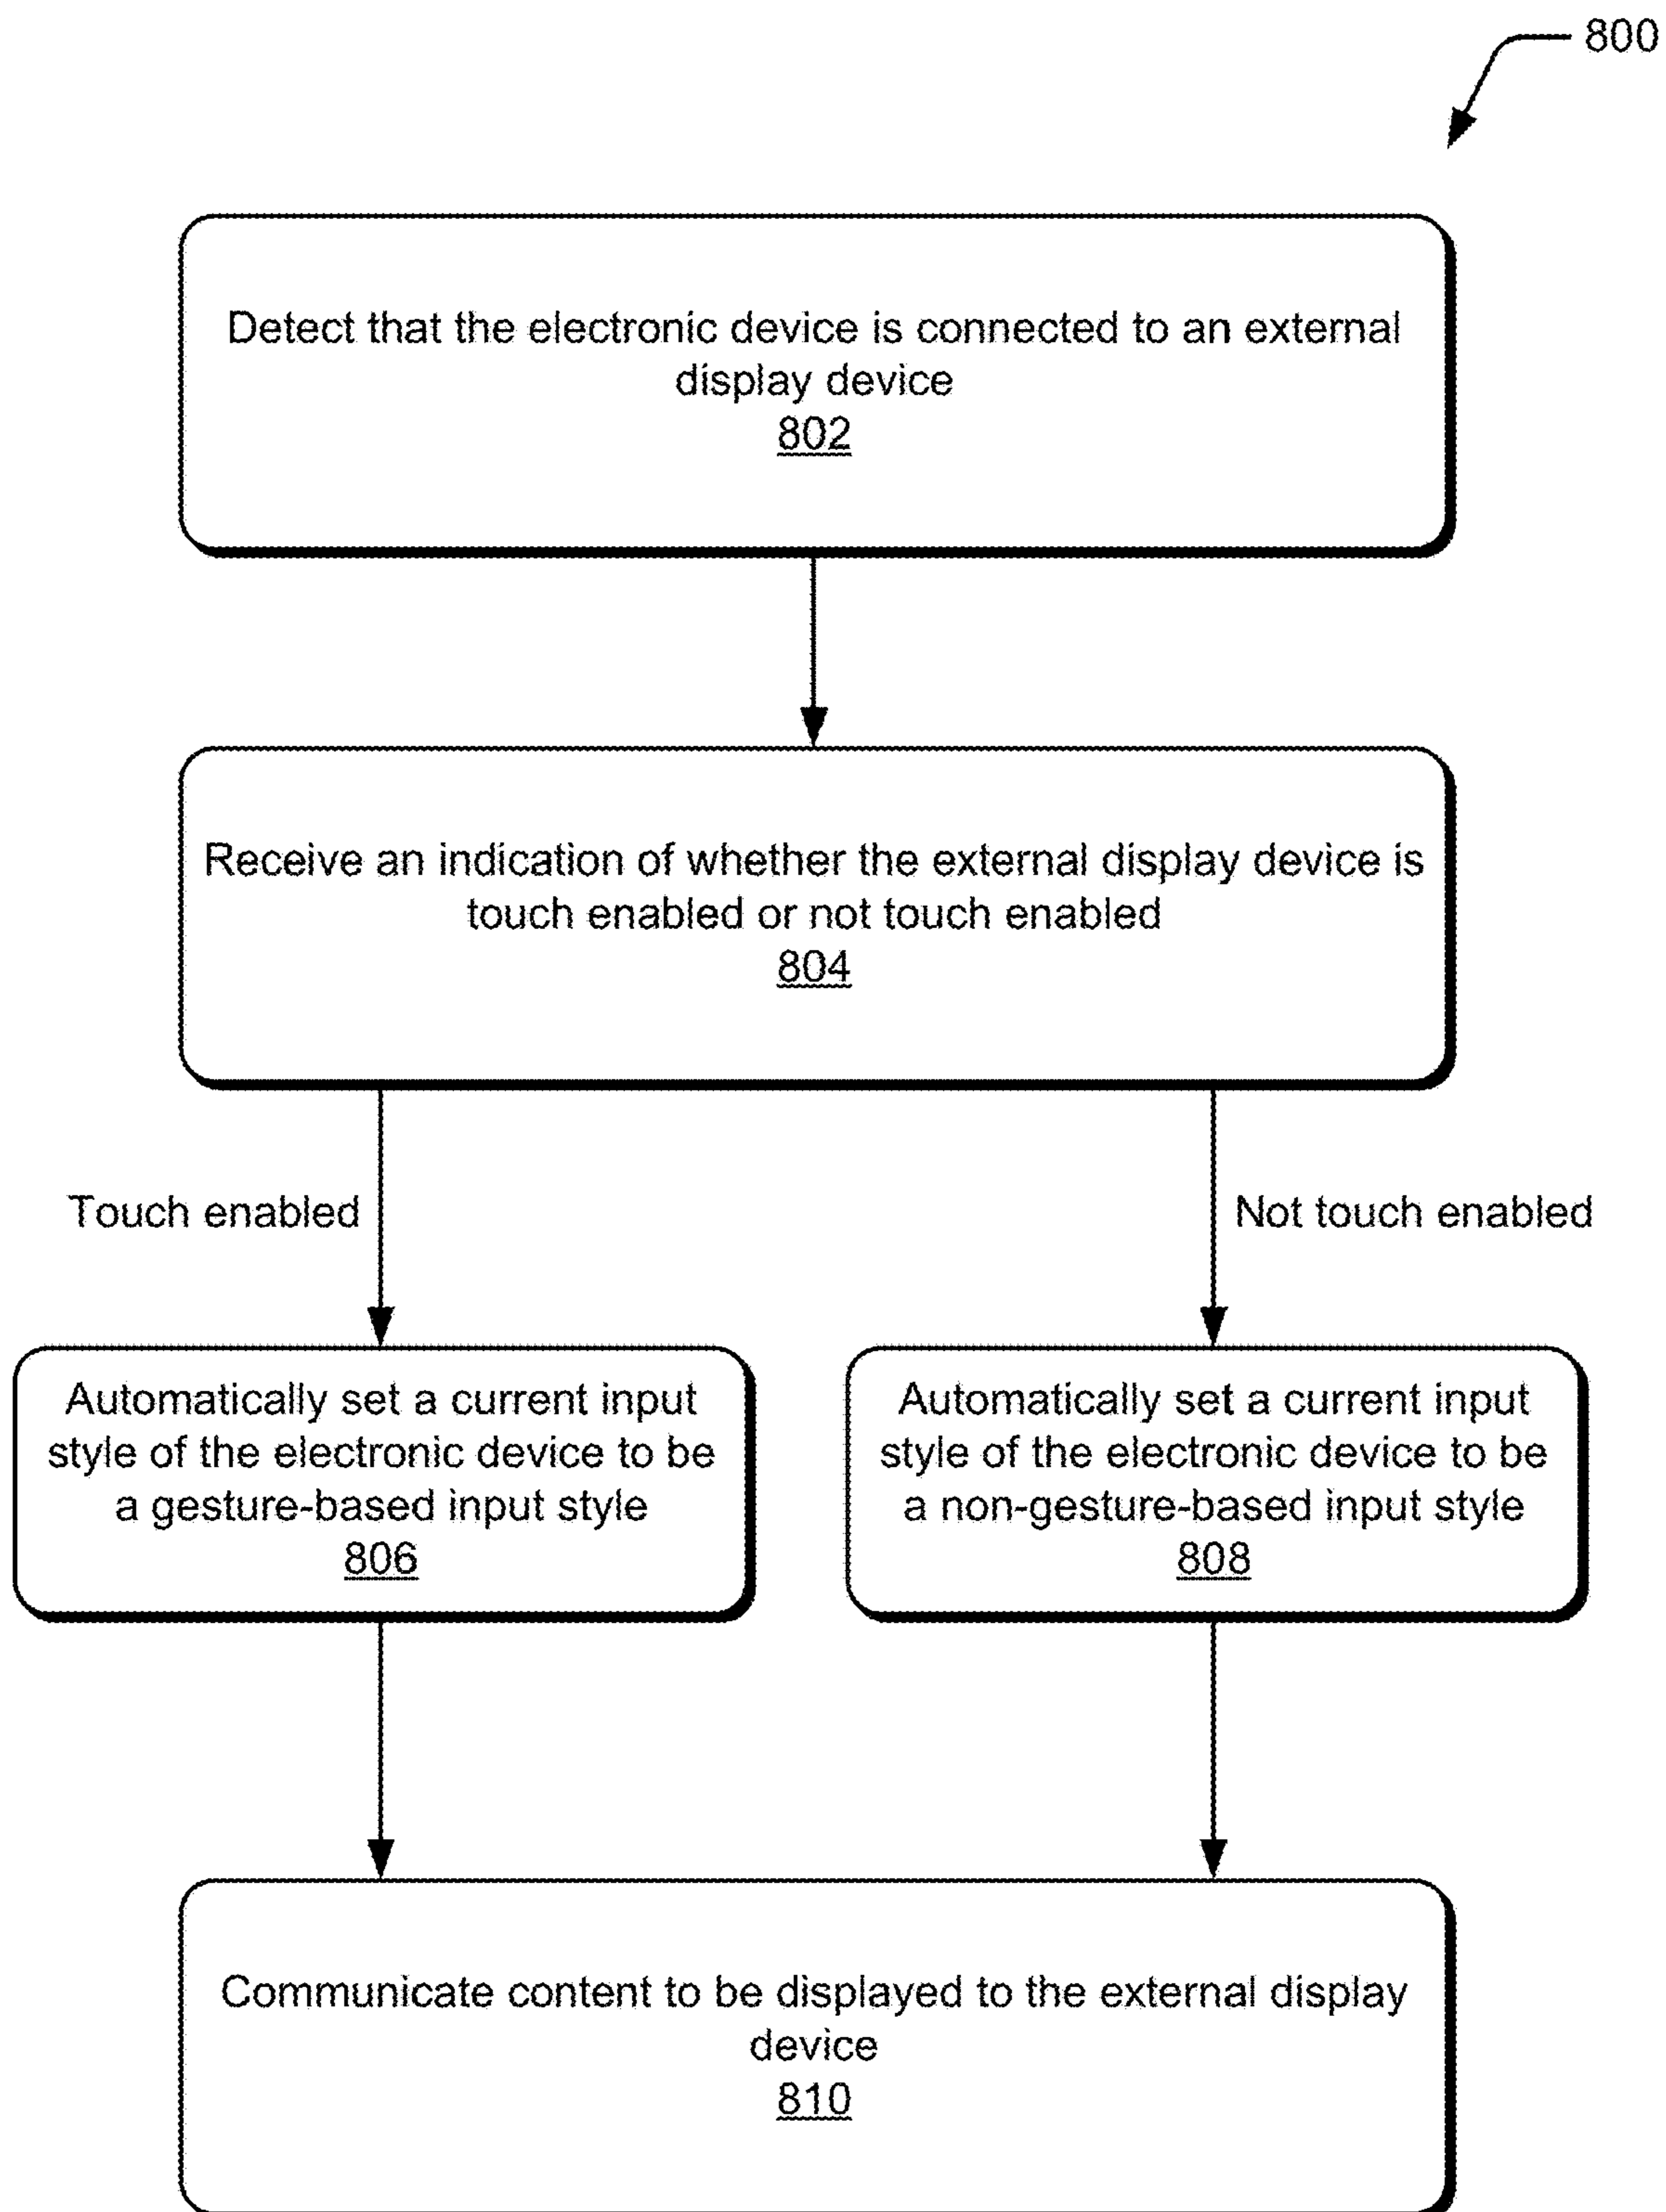 800
Detect that the electronic device is connected to an external
display device
802
Receive an indication of whether the external display device is
touch enabled or not touch enabled
804
Touch enabled
Not touch enabled
Automatically set a current input
style of the electronic device to be
a gesture-based input style
806
Automatically set a current input
style of the electronic device to be
a non-gesture-based input style
808
Communicate content to be displayed to the external display
device
810